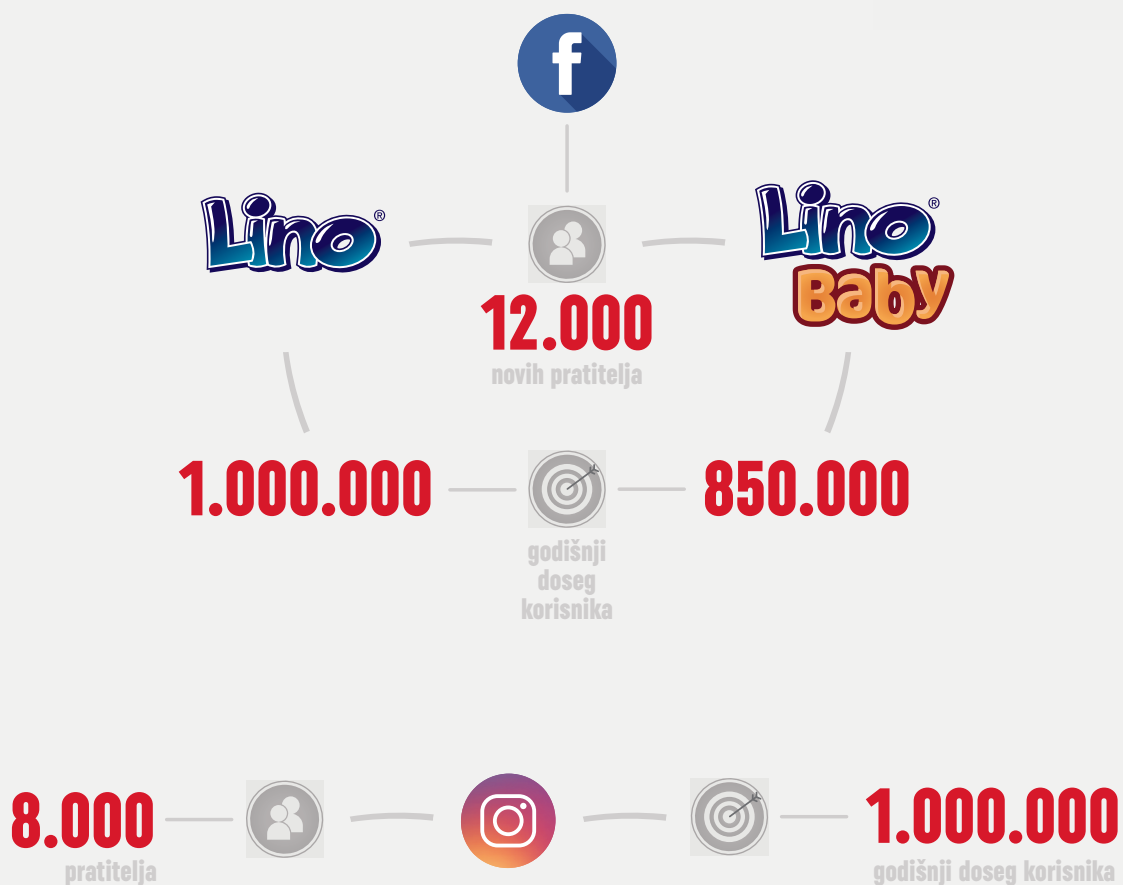 f
Lino®
Lino®
Baby
12.000
novih pratitelja
1.000.000
850.000
godišnji
doseg
korisnika
8.000
pratitelja
1.000.000
godišnji doseg korisnika